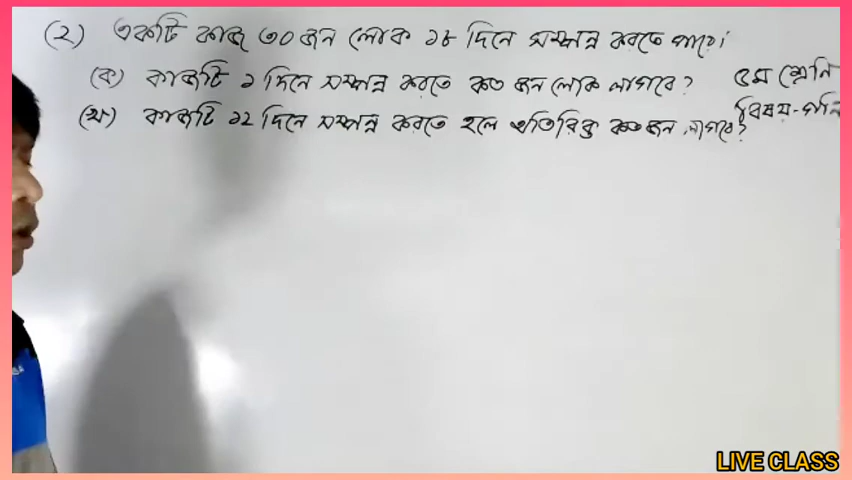 (২) একটি কাজ ৩০ জন লোক ১৮ দিনে সম্পন্ন করতে পারে।
(ক) কাজটি ১ দিনে সম্পন্ন করতে কত জন লোক লাগবে?
৫ম শ্রেনি
(খ) কাজটি ১২ দিনে সম্পন্ন করতে হলে অতিরিক্ত কতজন লাগবে?
বিষয়-গনি
LIVE CLASS